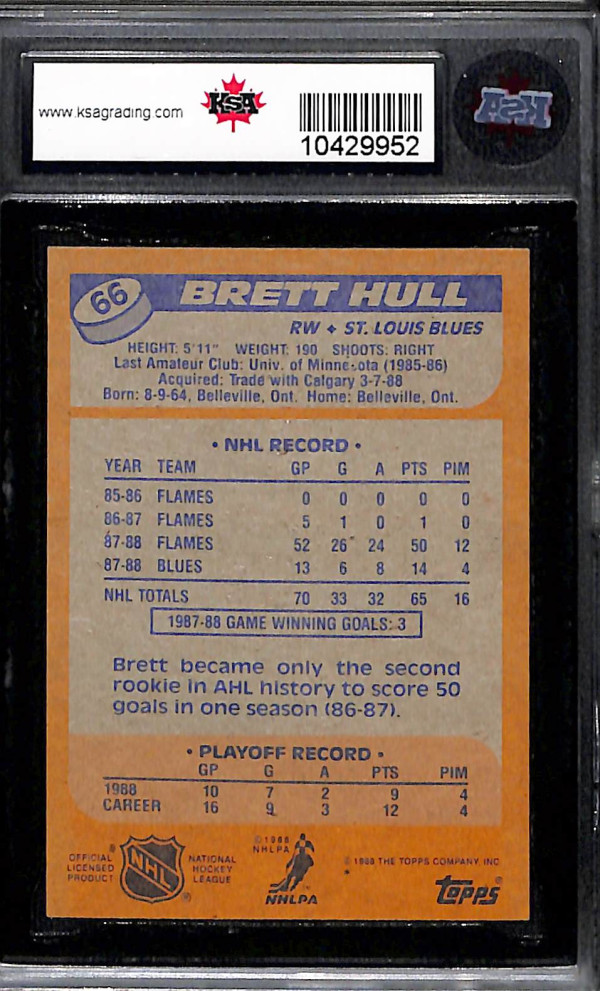 www.ksagrading.com
KSA
10429952
KSA
66
BRETT HULL
RW ♦ ST. LOUIS BLUES
HEIGHT: 5'11" WEIGHT: 190 SHOOTS: RIGHT
Last Amateur Club: Univ. of Minnesota (1985-86)
Acquired: Trade with Calgary 3-7-88
Born: 8-9-64, Belleville, Ont. Home: Belleville, Ont.
• NHL RECORD •
YEAR TEAM GP G A PTS PIM
85-86 FLAMES 0 0 0 0 0
86-87 FLAMES 5 1 0 1 0
87-88 FLAMES 52 26 24 50 12
87-88 BLUES 13 6 8 14 4
NHL TOTALS 70 33 32 65 16
1987-88 GAME WINNING GOALS: 3
Brett became only the second
rookie in AHL history to score 50
goals in one season (86-87).
• PLAYOFF RECORD •
GP G A PTS PIM
1988 10 7 2 9 4
CAREER 16 9 3 12 4
OFFICIAL
LICENSED
PRODUCT
NHL
®
NATIONAL
HOCKEY
LEAGUE
© 1988
NHLPA
NHLPA
© 1988 THE TOPPS COMPANY, INC.
topps®